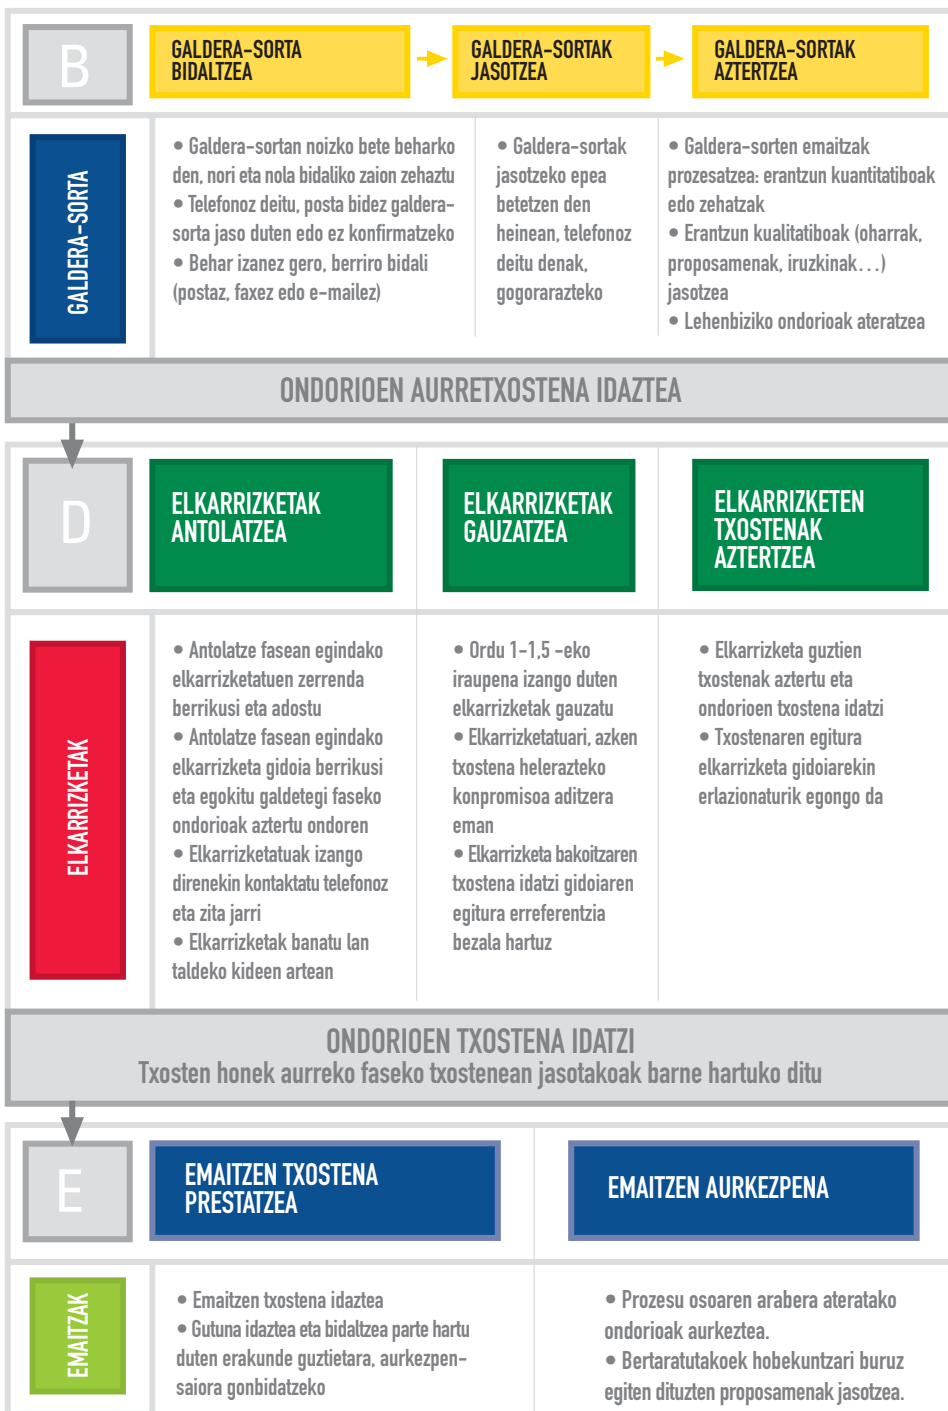 B
GALDERA-SORTA
BIDALTZEA
GALDERA-SORTAK
JASOTZEA
GALDERA-SORTAK
AZTERTZEA
GALDERA-SORTA
• Galdera-sortan noizko bete beharko
den, nori eta nola bidaliko zaion zehaztu
• Telefonoz deitu, posta bidez galdera-
sorta jaso duten edo ez konfirmatzeko
• Behar izanez gero, berriro bidali
(postaz, faxez edo e-mailez)
• Galdera-sortak
jasotzeko epea
betetzen den
heinean, telefonoz
deitu denak,
gogorarazteko
• Galdera-sorten emaitzak
prozesatzea: erantzun kuantitatiboak
edo zehatzak
• Erantzun kualitatiboak (oharrak,
proposamenak, iruzkinak...)
jasotzea
• Lehenbiziko ondorioak ateratzea
ONDORIOEN AURRETXOSTENA IDAZTEA
D
ELKARRIZKETAK
ANTOLATZEA
ELKARRIZKETAK
GAUZATZEA
ELKARRIZKETEN
TXOSTENAK
AZTERTZEA
ELKARRIZKETAK
• Antolatze fasean egindako
elkarrizketatuen zerrenda
berrikusi eta adostu
• Antolatze fasean egindako
elkarrizketa gidoia berrikusi
eta egokitu galdetegi faseko
ondorioak aztertu ondoren
• Elkarrizketatuak izango
direnekin kontaktatu telefonoz
eta zita jarri
• Elkarrizketak banatu lan
taldeko kideen artean
• Ordu 1-1,5 -eko
iraupena izango duten
elkarrizketak gauzatu
• Elkarrizketatuari, azken
txostena helerazteko
konpromisoa aditzera
eman
• Elkarrizketa bakoitzaren
txostena idatzi gidoiaren
egitura erreferentzia
bezala hartuz
• Elkarrizketa guztien
txostenak aztertu eta
ondorioen txostena idatzi
• Txostenaren egitura
elkarrizketa gidoiarekin
erlazionaturik egongo da
ONDORIOEN TXOSTENA IDATZI
Txosten honek aurreko faseko txostenean jasotakoak barne hartuko ditu
E
EMAITZEN TXOSTENA
PRESTATZEA
EMAITZEN AURKEZPENA
EMAITZAK
• Emaitzen txostena idaztea
• Gutuna idaztea eta bidaltzea parte hartu
duten erakunde guztietara, aurkezpen-
saiora gonbidatzeko
• Prozesu osoaren arabera ateratako
ondorioak aurkeztea.
• Bertaratutakoek hobekuntzari buruz
egiten dituzten proposamenak jasotzea.